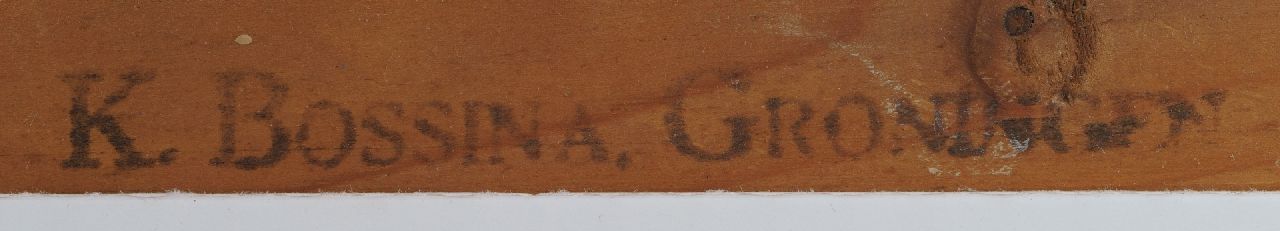 K. BOSSINA, GRONINGEN